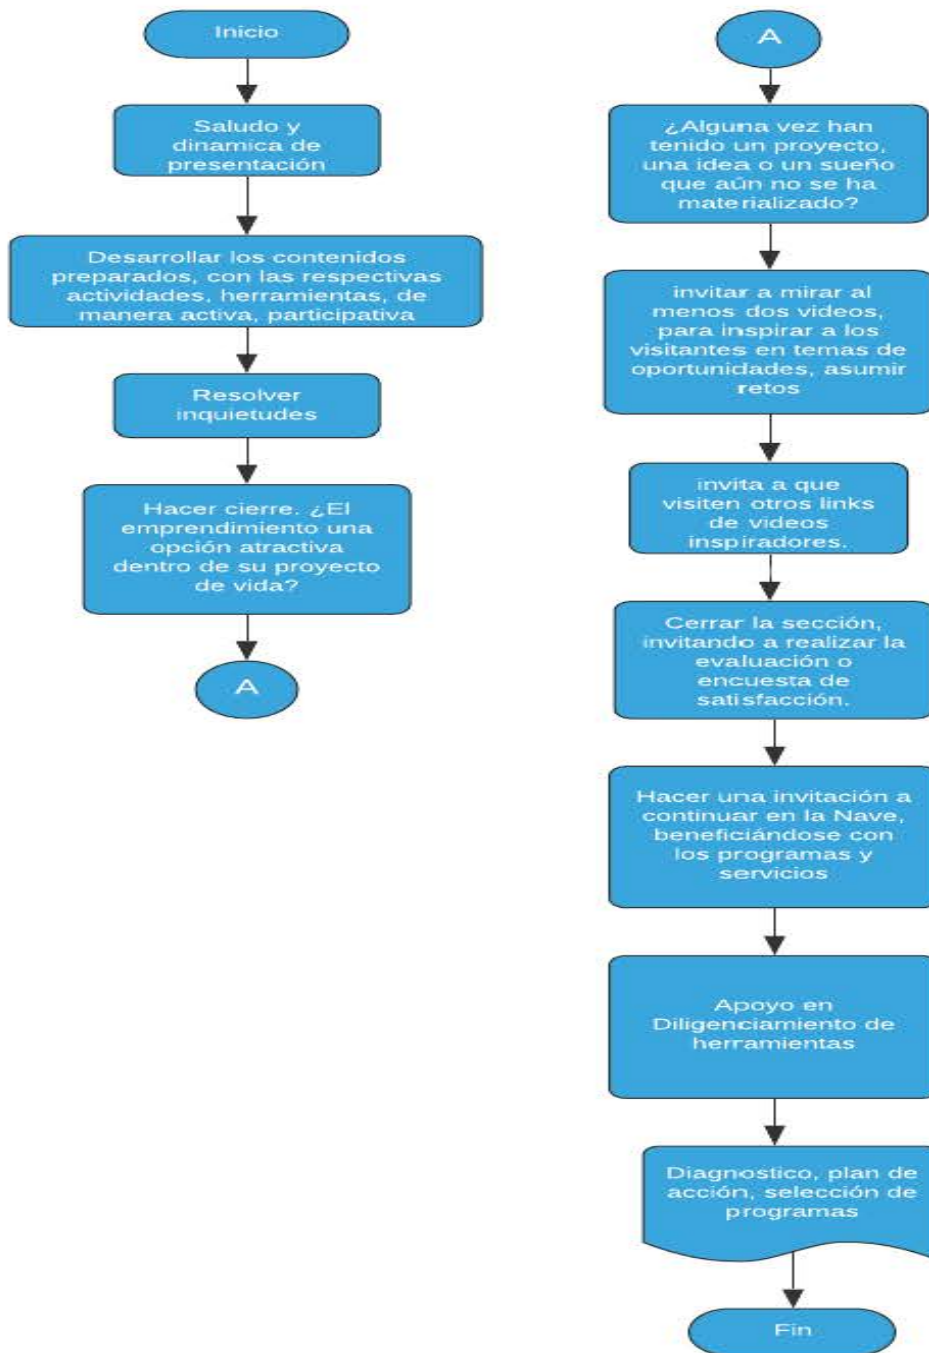 Inicio
Saludo y
dinamica de
presentación
Desarrollar los contenidos
preparados, con las respectivas
actividades, herramientas, de
manera activa, participativa
Resolver
inquietudes
Hacer cierre. ¿El
emprendimiento una
opción atractiva
dentro de su proyecto
de vida?
A
A
¿Alguna vez han
tenido un proyecto,
una idea o un sueño
que aún no se ha
materializado?
invitar a mirar al
menos dos videos,
para inspirar a los
visitantes en temas de
oportunidades, asumir
retos
invita a que
visiten otros links
de videos
inspiradores.
Cerrar la sección,
invitando a realizar la
evaluación o
encuesta de
satisfacción.
Hacer una invitación a
continuar en la Nave,
beneficiándose con
los programas y
servicios
Apoyo en
Diligenciamiento de
herramientas
Diagnostico, plan de
acción, selección de
programas
Fin